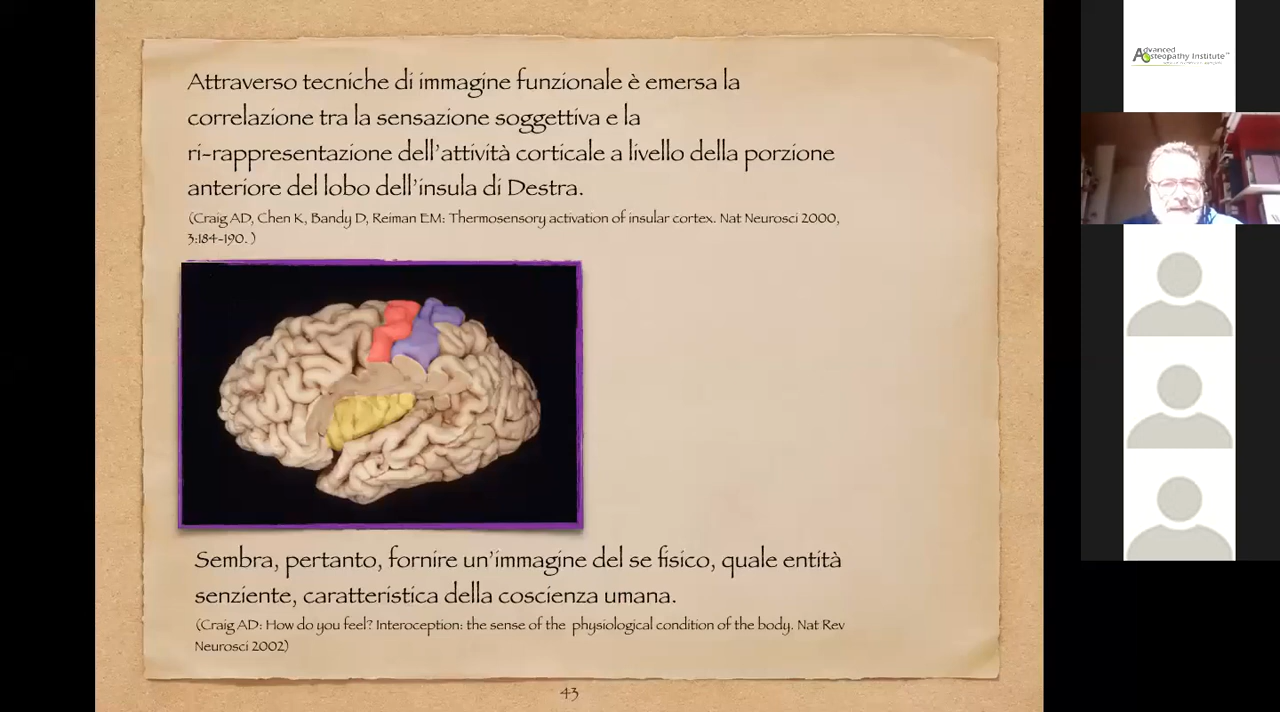 Attraverso tecniche di immagine funzionale è emersa la
correlazione tra la sensazione soggettiva e la
ri-rappresentazione dell'attività corticale a livello della porzione
anteriore del lobo dell'insula di Destra.
(Craig AD, Chen K, Bandy D, Reiman EM: Thermosensory activation of insular cortex. Nat Neurosci 2000,
3:184-190. )
Sembra, pertanto, fornire un'immagine del se fisico, quale entità
senziente, caratteristica della coscienza umana.
(Craig AD: How do you feel? Interoception: the sense of the physiological condition of the body. Nat Rev
Neurosci 2002)
43
Advanced
Osteopathy Institute™